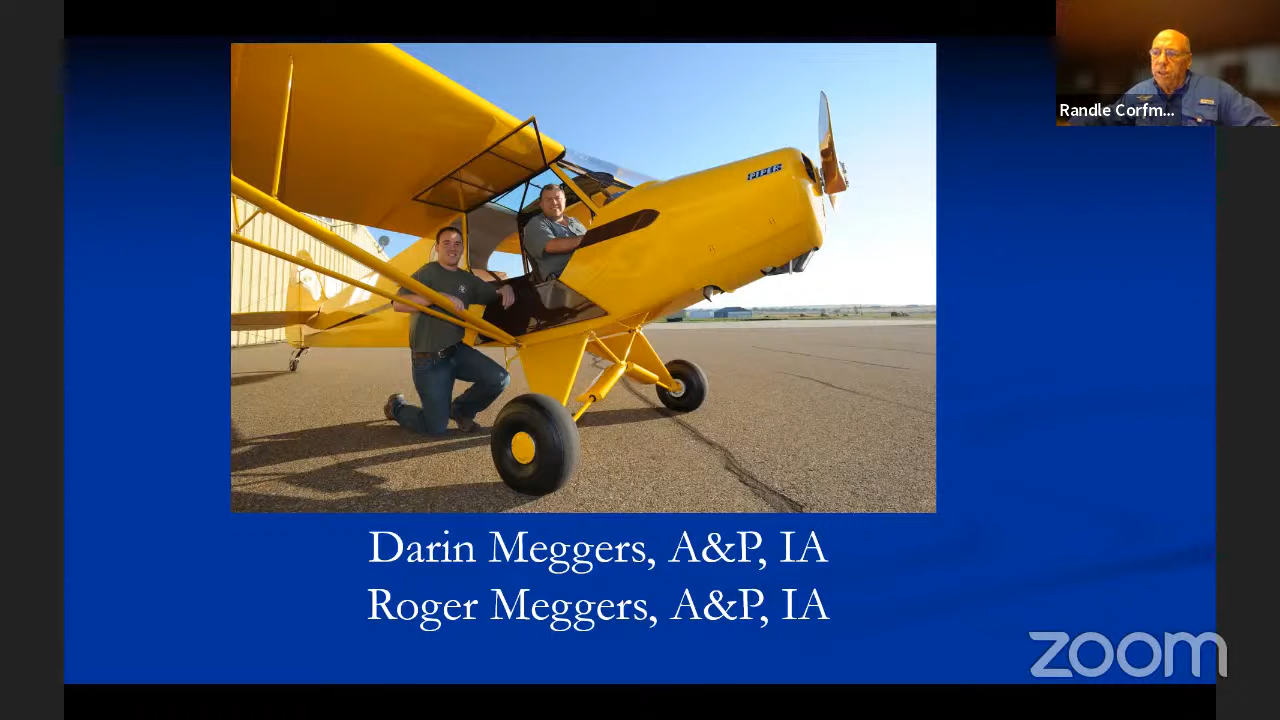 PIPER
Randle Corfm...
Darin Meggers, A&P, IA
Roger Meggers, A&P, IA
zoom